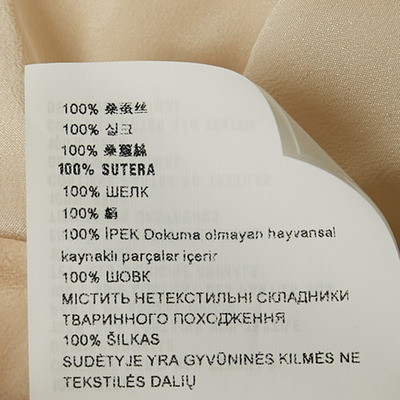 100% 桑蚕丝
100% 실크
100% 桑蠶絲
100% SUTERA
100% ШЕЛК
100% 絹
100% İPEK Dokuma olmayan hayvansal
kaynaklı parçalar içerir
100% ШОВК
МІСТИТЬ НЕТЕКСТИЛЬНІ СКЛАДНИКИ
ТВАРИННОГО ПОХОДЖЕННЯ
100% ŠILKAS
SUDĖTYJE YRA GYVŪNINĖS KILMĖS NE
TEKSTILĖS DALIŲ